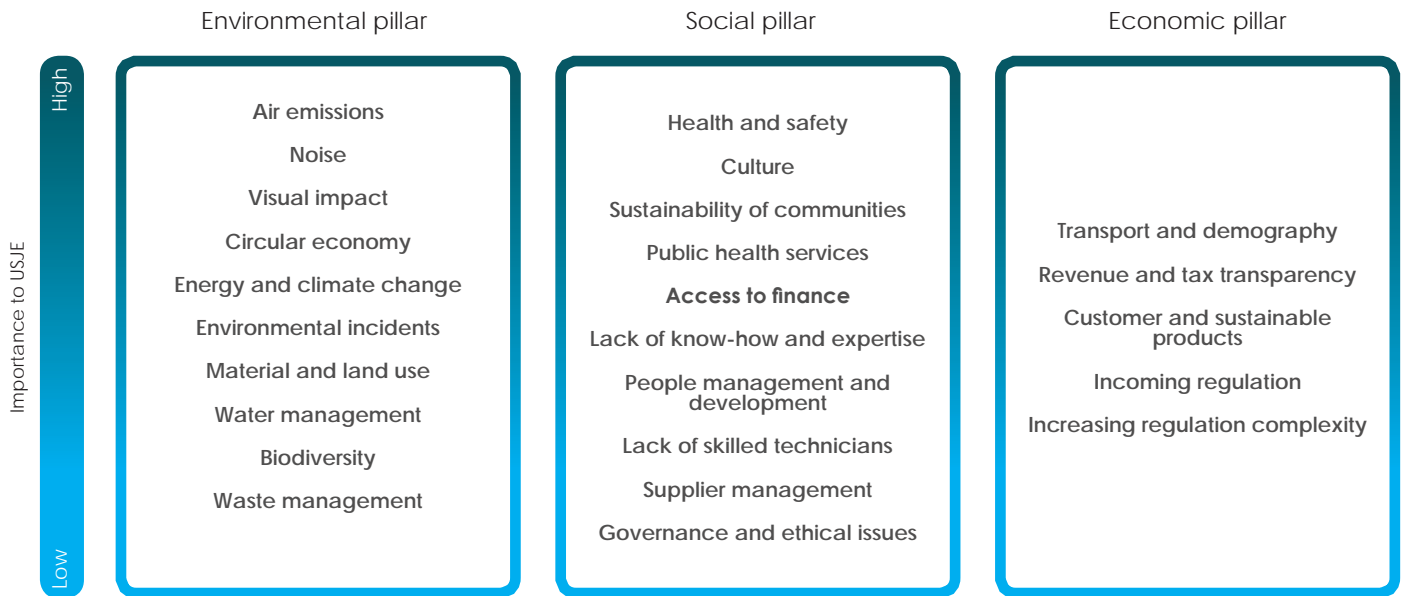 Environmental pillar
Social pillar
Economic pillar
High
Importance to USJE
Low
Air emissions
Noise
Visual impact
Circular economy
Energy and climate change
Environmental incidents
Material and land use
Water management
Biodiversity
Waste management
Health and safety
Culture
Sustainability of communities
Public health services
Access to finance
Lack of know-how and expertise
People management and
development
Lack of skilled technicians
Supplier management
Governance and ethical issues
Transport and demography
Revenue and tax transparency
Customer and sustainable
products
Incoming regulation
Increasing regulation complexity